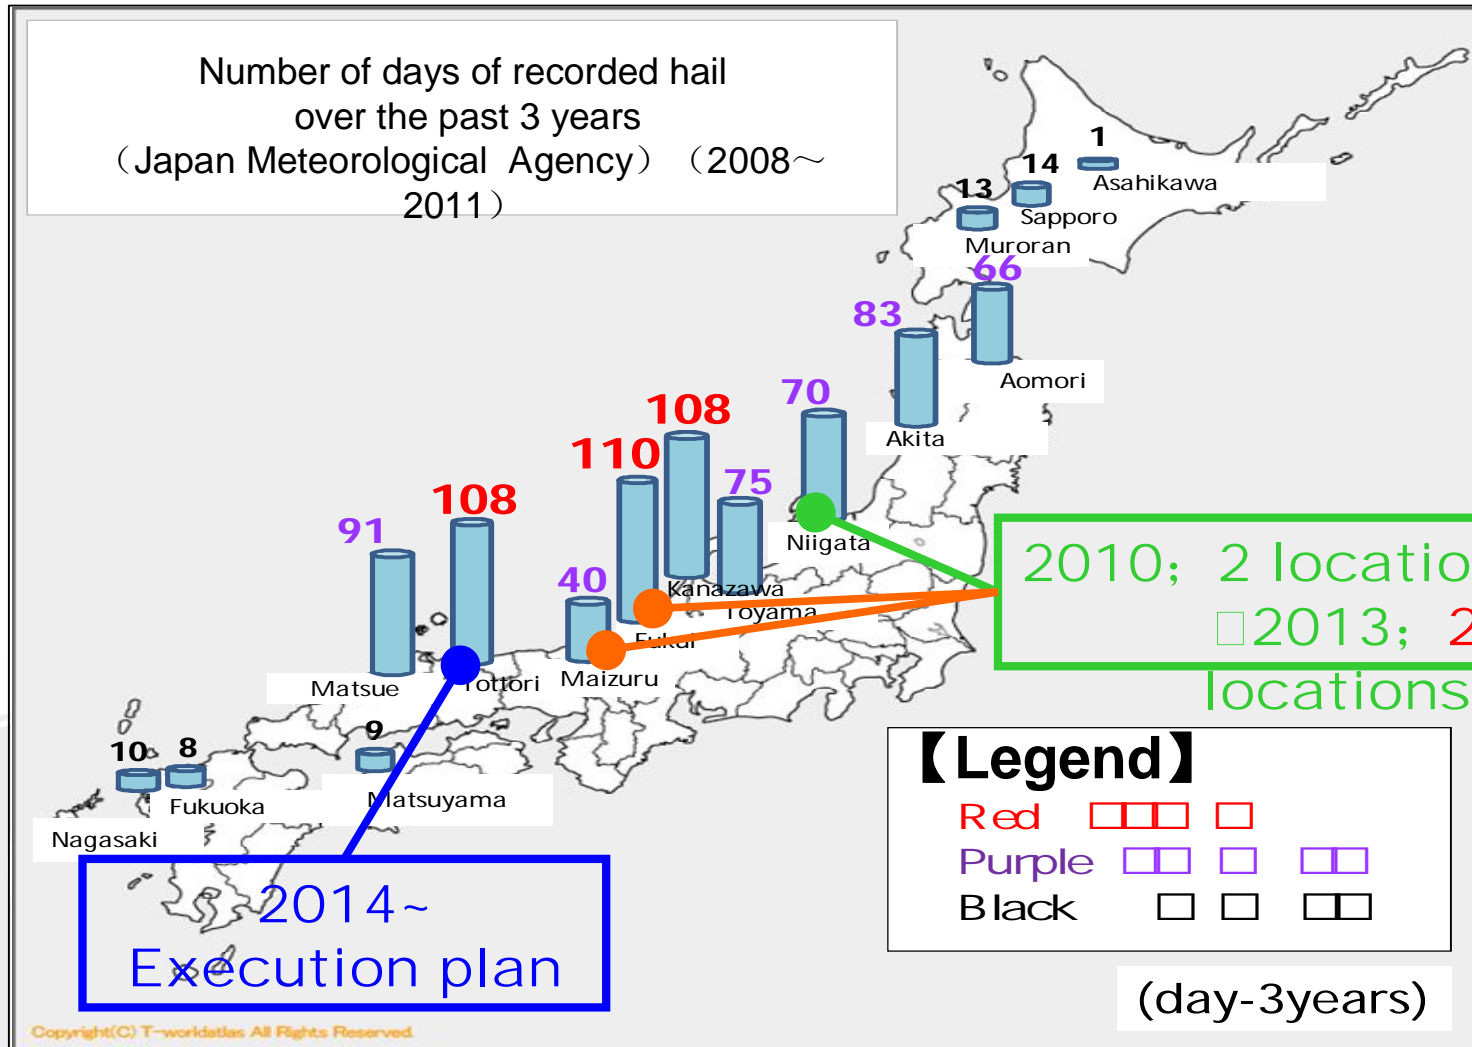 Number of days of recorded hail
over the past 3 years
（Japan Meteorological Agency）（2008～
2011）
1
Asahikawa
14
Sapporo
13
Muroran
66
Aomori
83
Akita
70
Niigata
108
Kanazawa
110
Fukui
75
Toyama
108
Tottori
91
Matsue
40
Maizuru
9
Matsuyama
8
Fukuoka
10
Nagasaki
2010; 2 locatio
□2013; 2
locations
2014~
Execution plan
【Legend】
Red □□□ □
Purple □□ □ □□
Black □ □ □□
(day-3years)
Copyright(C) T-worldatlas All Rights Reserved.